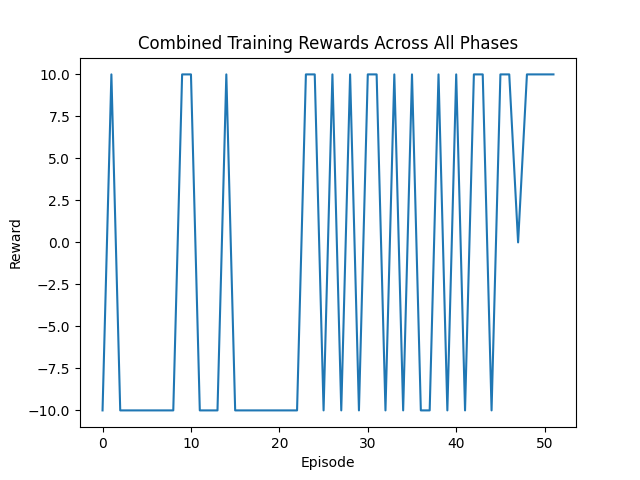 Combined Training Rewards Across All Phases
10.0
7.5
5.0
2.5
0.0
−2.5
−5.0
−7.5
−10.0
Reward
0 10 20 30 40 50
Episode